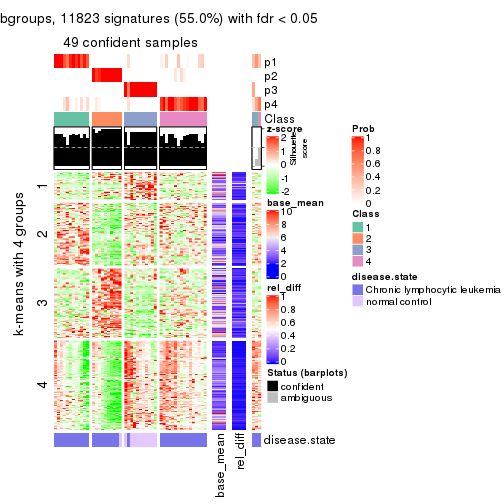 bgroups, 11823 signatures (55.0%) with fdr < 0.05
49 confident samples
p1
p2
p3
p4
Class
Silhouette
score
k-means with 4 groups
1
2
3
4
base_mean
rel_diff
disease.state
z-score
2
1
0
-1
-2
base_mean
10
8
6
4
2
0
rel_diff
1
0.8
0.6
0.4
0.2
0
Status (barplots)
confident
ambiguous
Prob
1
0.8
0.6
0.4
0.2
0
Class
1
2
3
4
disease.state
Chronic lymphocytic leukemia
normal control